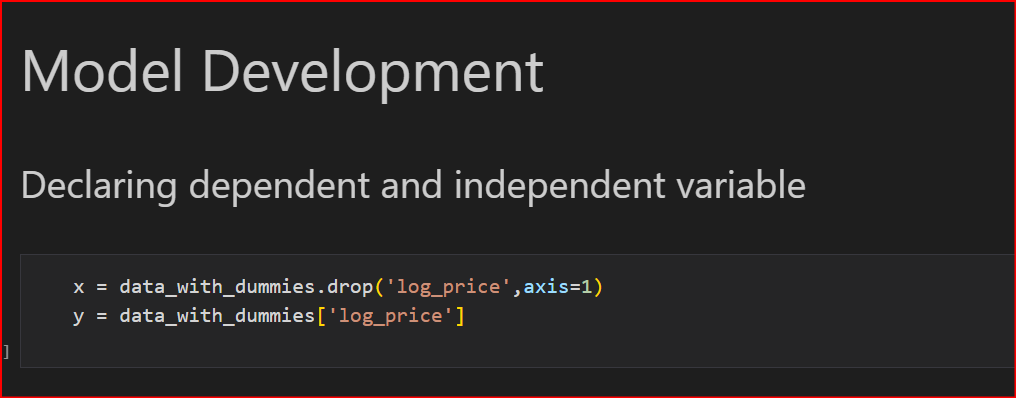 Model Development
Declaring dependent and independent variable
x = data_with_dummies.drop('log_price',axis=1)
y = data_with_dummies['log_price']
]